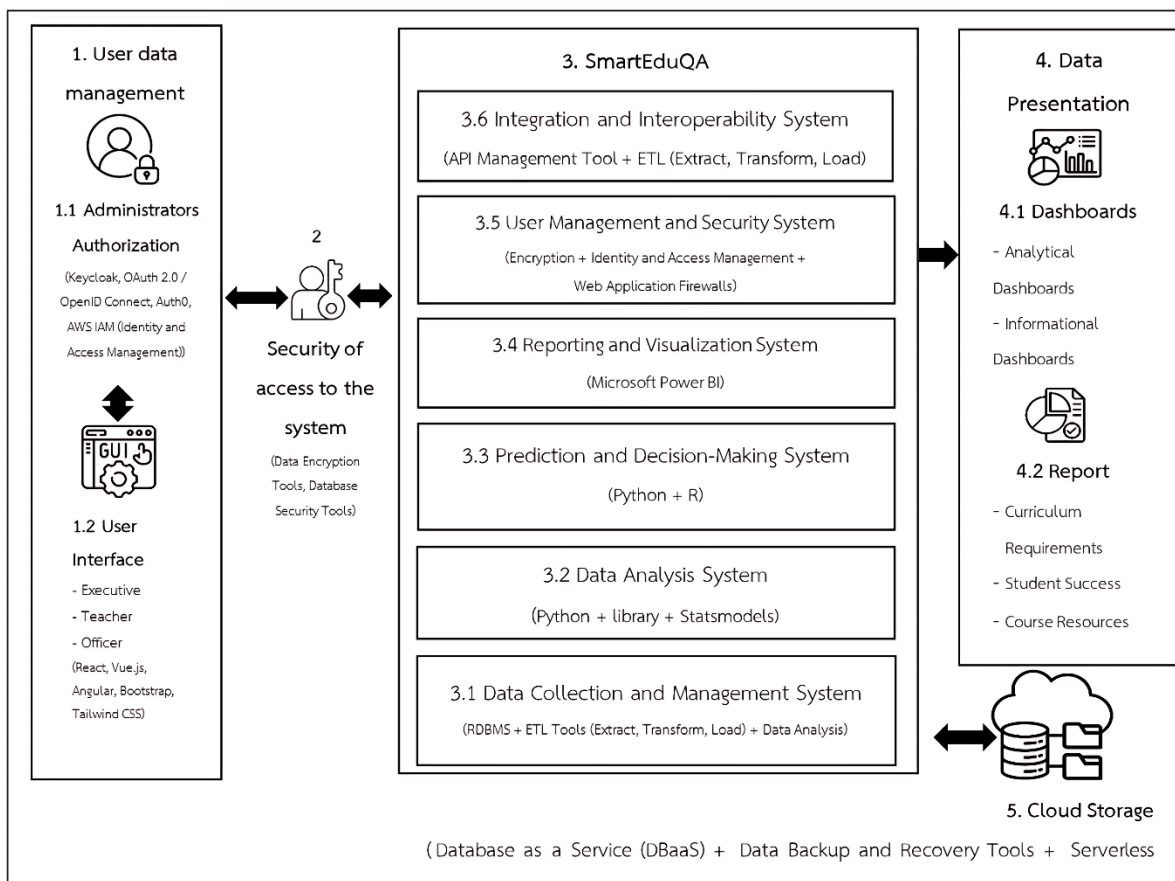 1. User data
management
1.1 Administrators
Authorization
(Keycloak, OAuth 2.0 /
OpenID Connect, Auth0,
AWS IAM (Identity and
Access Management))
GUI
1.2 User
Interface
- Executive
- Teacher
- Officer
(React, Vue.js,
Angular, Bootstrap,
Tailwind CSS)
2
Security of
access to the
system
(Data Encryption
Tools, Database
Security Tools)
3. SmartEduQA
3.6 Integration and Interoperability System
(API Management Tool + ETL (Extract, Transform, Load)
3.5 User Management and Security System
(Encryption + Identity and Access Management +
Web Application Firewalls)
3.4 Reporting and Visualization System
(Microsoft Power BI)
3.3 Prediction and Decision-Making System
(Python + R)
3.2 Data Analysis System
(Python + library + Statsmodels)
3.1 Data Collection and Management System
(RDBMS + ETL Tools (Extract, Transform, Load) + Data Analysis)
4. Data
Presentation
4.1 Dashboards
- Analytical
Dashboards
- Informational
Dashboards
4.2 Report
- Curriculum
Requirements
- Student Success
- Course Resources
5. Cloud Storage
(Database as a Service (DBaaS) + Data Backup and Recovery Tools + Serverless